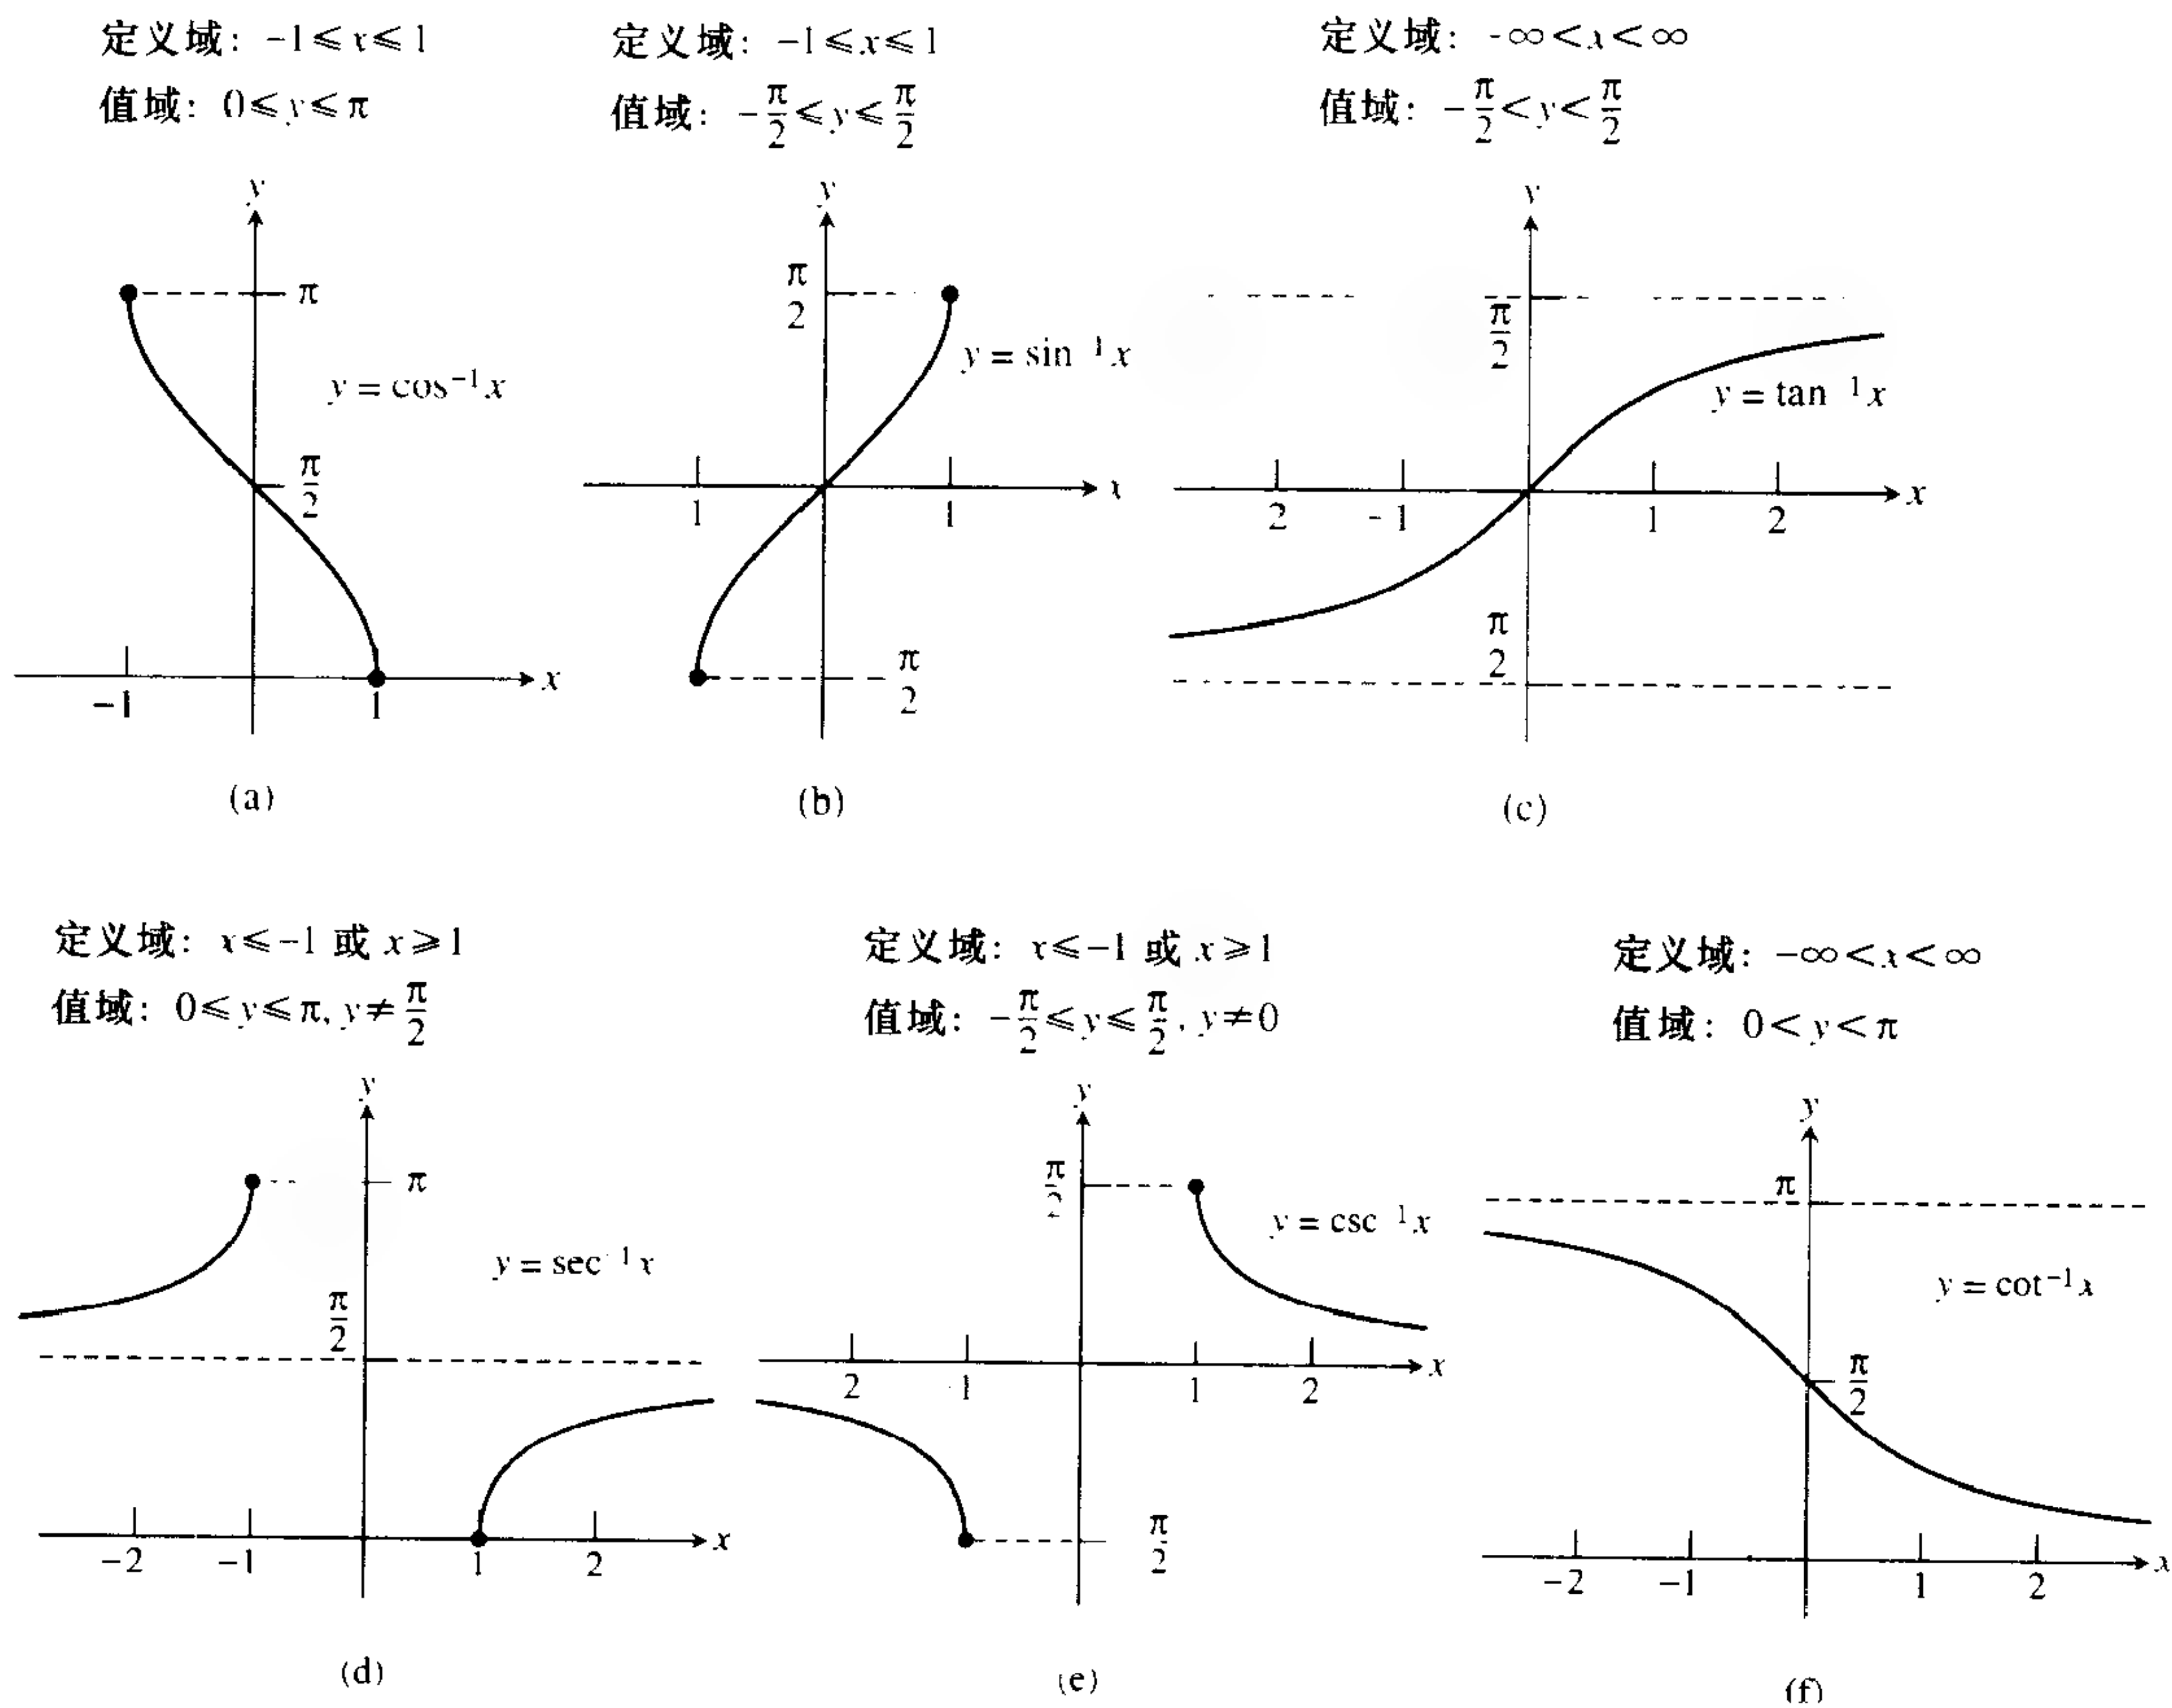 定义域: -1≤x≤1
值域: 0≤y≤π
y
π
y = cos⁻¹x
π/2
-1
1
x
(a)
定义域: -1≤x≤1
值域: -π/2≤y≤π/2
y
π
2
y = sin ¹x
1
1
x
π
2
(b)
定义域: -∞<x<∞
值域: -π/2<y<π/2
y
π/2
y = tan ¹x
2
-1
1
2
x
π
2
(c)
定义域: x≤-1 或 x≥1
值域: 0≤y≤π, y≠π/2
y
π
y = sec⁻¹x
π/2
-2
-1
1
2
x
(d)
定义域: x≤-1 或 x≥1
值域: -π/2≤y≤π/2, y≠0
y
π/2
y = csc ¹x
2
1
1
2
x
π/2
(e)
定义域: -∞<x<∞
值域: 0<y<π
y
π
y = cot⁻¹x
π/2
-2
-1
1
2
x
(f)